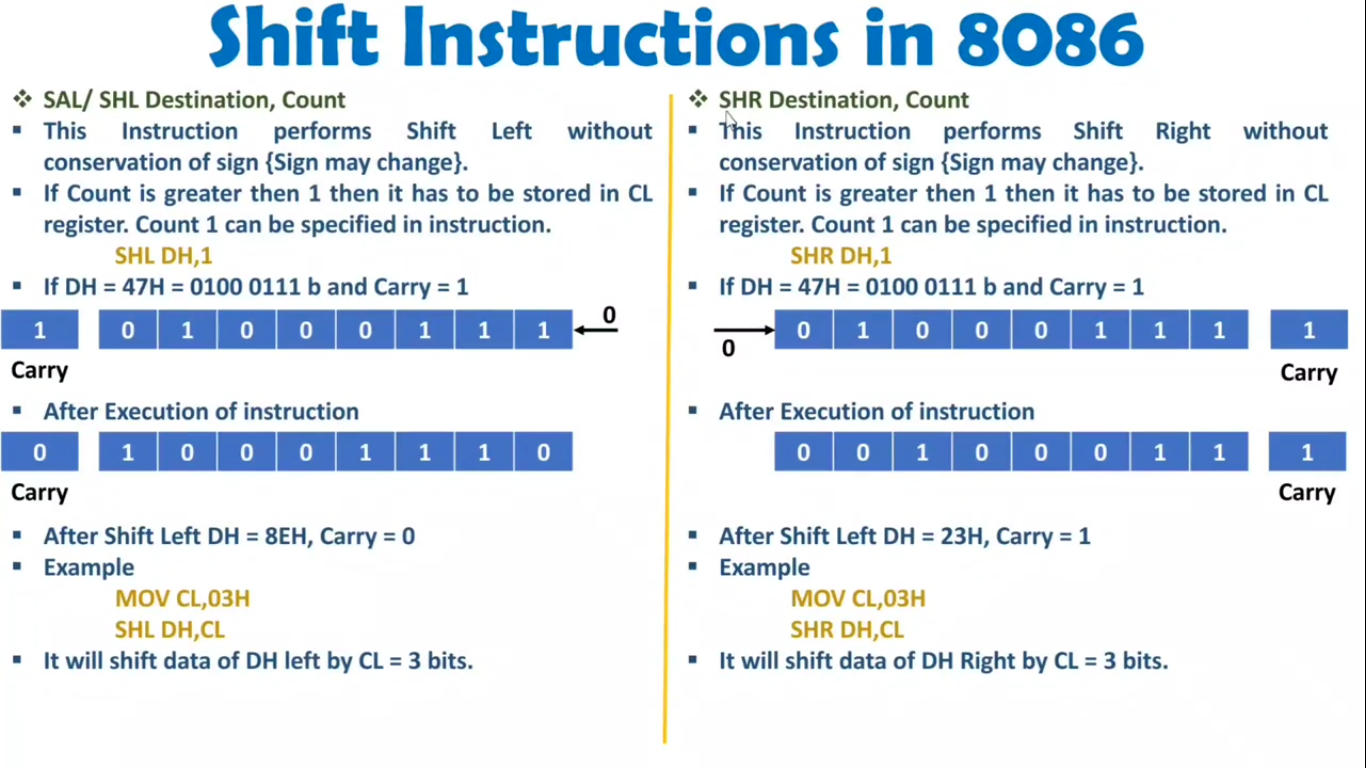 Shift Instructions in 8086
❖ SAL/ SHL Destination, Count
▪ This Instruction performs Shift Left without
conservation of sign {Sign may change}.
▪ If Count is greater then 1 then it has to be stored in CL
register. Count 1 can be specified in instruction.
SHL DH,1
▪ If DH = 47H = 0100 0111 b and Carry = 1
0
1 0 1 0 0 0 1 1 1
Carry
▪ After Execution of instruction
0 1 0 0 0 1 1 1 0
Carry
▪ After Shift Left DH = 8EH, Carry = 0
▪ Example
MOV CL,03H
SHL DH,CL
▪ It will shift data of DH left by CL = 3 bits.
❖ SHR Destination, Count
▪ This Instruction performs Shift Right without
conservation of sign {Sign may change}.
▪ If Count is greater then 1 then it has to be stored in CL
register. Count 1 can be specified in instruction.
SHR DH,1
▪ If DH = 47H = 0100 0111 b and Carry = 1
0 1 0 0 0 1 1 1 1
0
Carry
▪ After Execution of instruction
0 0 1 0 0 0 1 1 1
Carry
▪ After Shift Left DH = 23H, Carry = 1
▪ Example
MOV CL,03H
SHR DH,CL
▪ It will shift data of DH Right by CL = 3 bits.